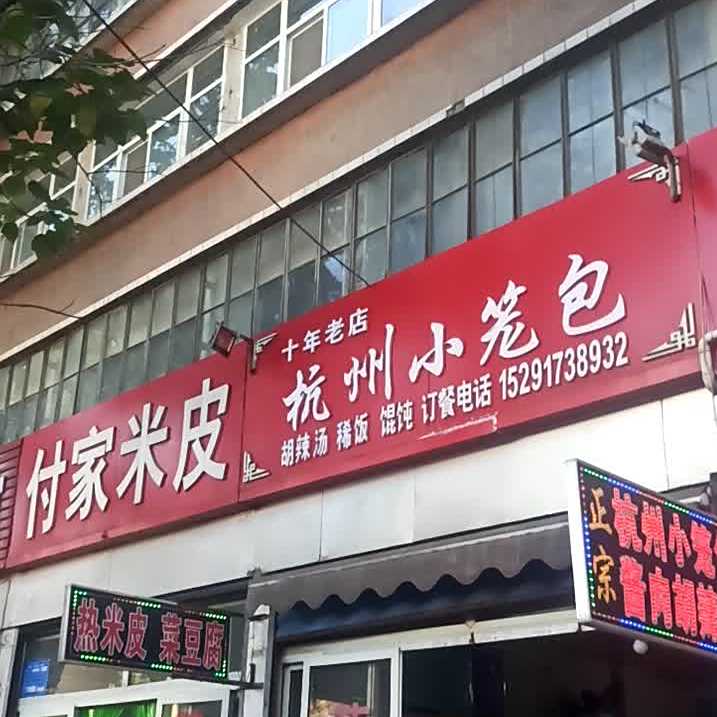 付家米皮
十年老店
杭州小笼包
胡辣汤 稀饭 馄饨 订餐电话 15291738932
热米皮 菜豆腐
正宗
杭州小笼
酱肉胡辣